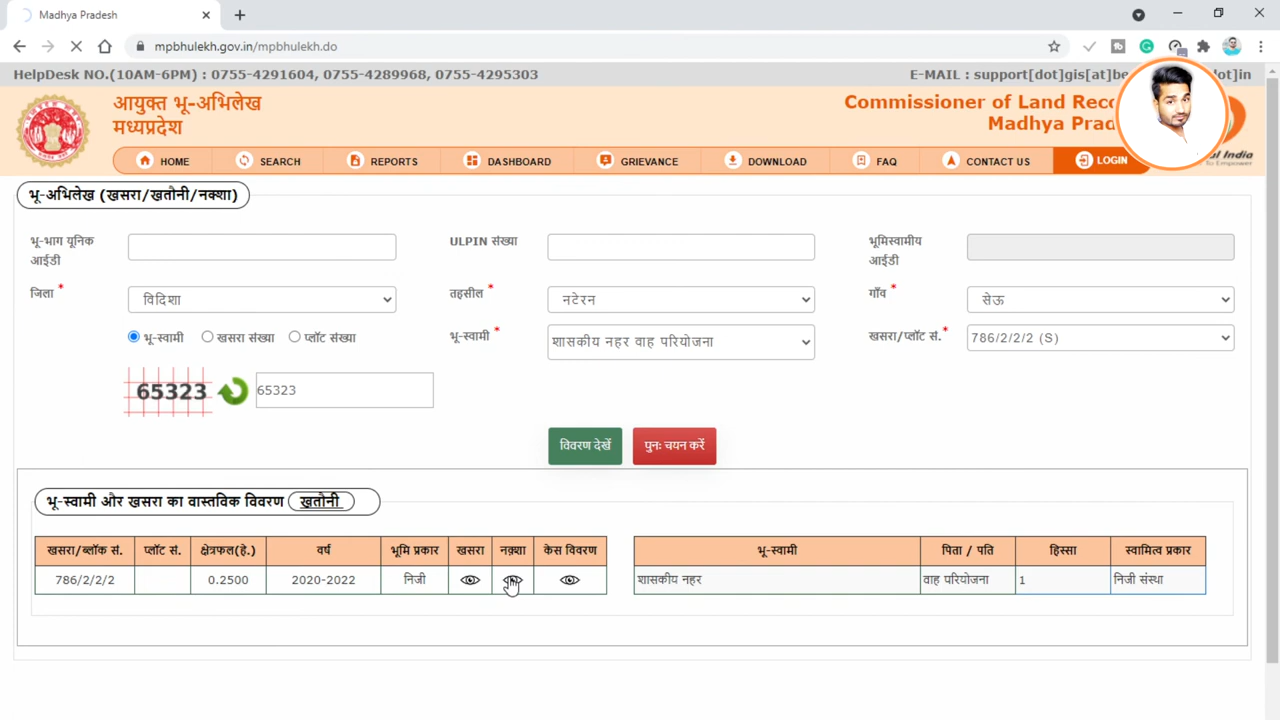 Madhya Pradesh
mpbhulekh.gov.in/mpbhulekh.do
HelpDesk NO.(10AM-6PM) : 0755-4291604, 0755-4289968, 0755-4295303
E-MAIL : support[dot]gis[at]be
ot]in
आयुक्त भू-अभिलेख
मध्यप्रदेश
Commissioner of Land Reco
Madhya Prad
al India
To Empower
HOME SEARCH REPORTS DASHBOARD GRIEVANCE DOWNLOAD FAQ CONTACT US LOGIN
भू-अभिलेख (खसरा/खतौनी/नक्शा)
भू-भाग यूनिक आईडी
ULPIN संख्या
भूमिस्वामीय आईडी
जिला * विदिशा
तहसील * नटेरन
गाँव * सेऊ
भू-स्वामी खसरा संख्या प्लॉट संख्या
भू-स्वामी * शासकीय नहर वाह परियोजना
खसरा/प्लॉट सं.* 786/2/2/2 (S)
65323 65323
विवरण देखें पुनः चयन करें
भू-स्वामी और खसरा का वास्तविक विवरण खतौनी
खसरा/ब्लॉक सं. प्लॉट सं. क्षेत्रफल(हे.) वर्ष भूमि प्रकार खसरा नक़्शा केस विवरण भू-स्वामी पिता / पति हिस्सा स्वामित्व प्रकार
786/2/2/2 0.2500 2020-2022 निजी शासकीय नहर वाह परियोजना 1 निजी संस्था